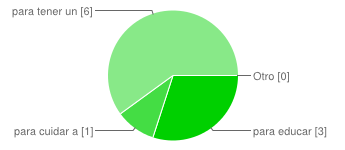 para tener un [6]
Otro [0]
para cuidar a [1]
para educar [3]